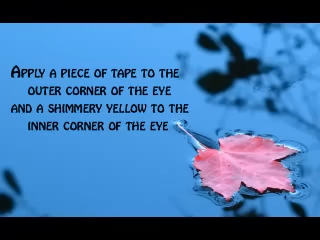 Apply a piece of tape to the
outer corner of the eye
and a shimmery yellow to the
inner corner of the eye